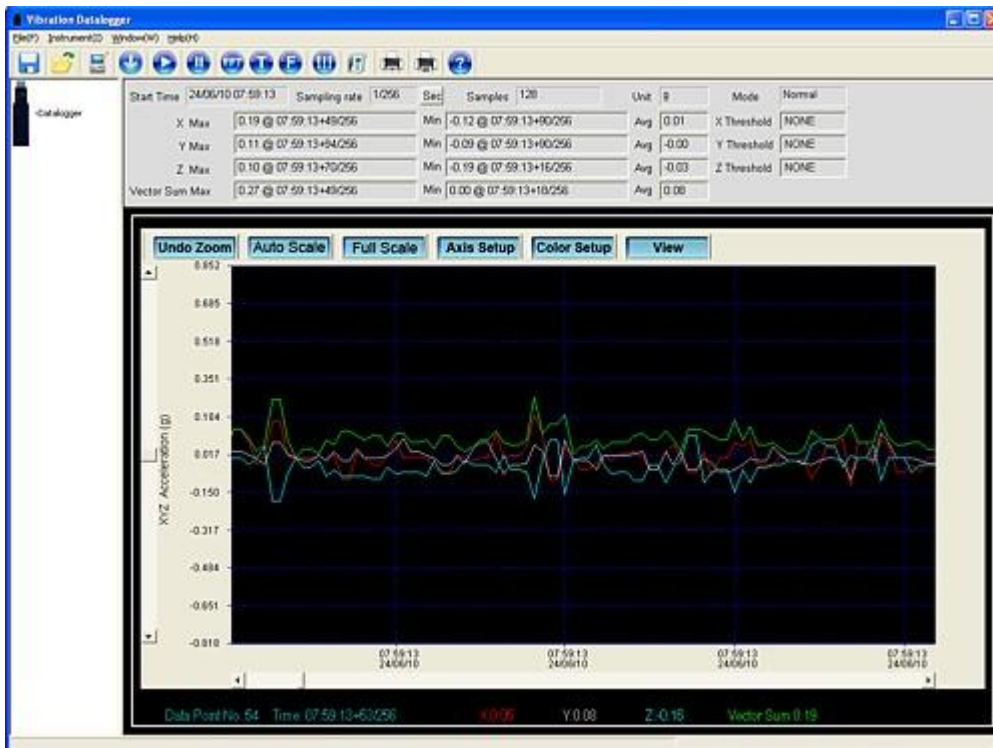 Vibration Datalogger
File(F) Instrument(I) Window(W) Help(H)
-Datalogger
Start Time 24/06/10 07:59:13 Sampling rate 1/256 Sec Samples 128 Unit g Mode Normal
X Max 0.19 @ 07:59:13+49/256 Min -0.12 @ 07:59:13+90/256 Avg 0.01 X Threshold NONE
Y Max 0.11 @ 07:59:13+54/256 Min -0.09 @ 07:59:13+90/256 Avg -0.00 Y Threshold NONE
Z Max 0.10 @ 07:59:13+70/256 Min -0.19 @ 07:59:13+16/256 Avg -0.03 Z Threshold NONE
Vector Sum Max 0.27 @ 07:59:13+49/256 Min 0.00 @ 07:59:13+18/256 Avg 0.08
Undo Zoom Auto Scale Full Scale Axis Setup Color Setup View
XYZ Acceleration (g)
0.852
0.685
0.518
0.351
0.184
0.017
-0.150
-0.317
-0.484
-0.651
-0.818
07:59:13 07:59:13 07:59:13 07:59:13
24/06/10 24/06/10 24/06/10 24/06/10
Data Point No. 54 Time: 07:59:13+53/256 X:0.05 Y:0.08 Z:-0.16 Vector Sum 0.19